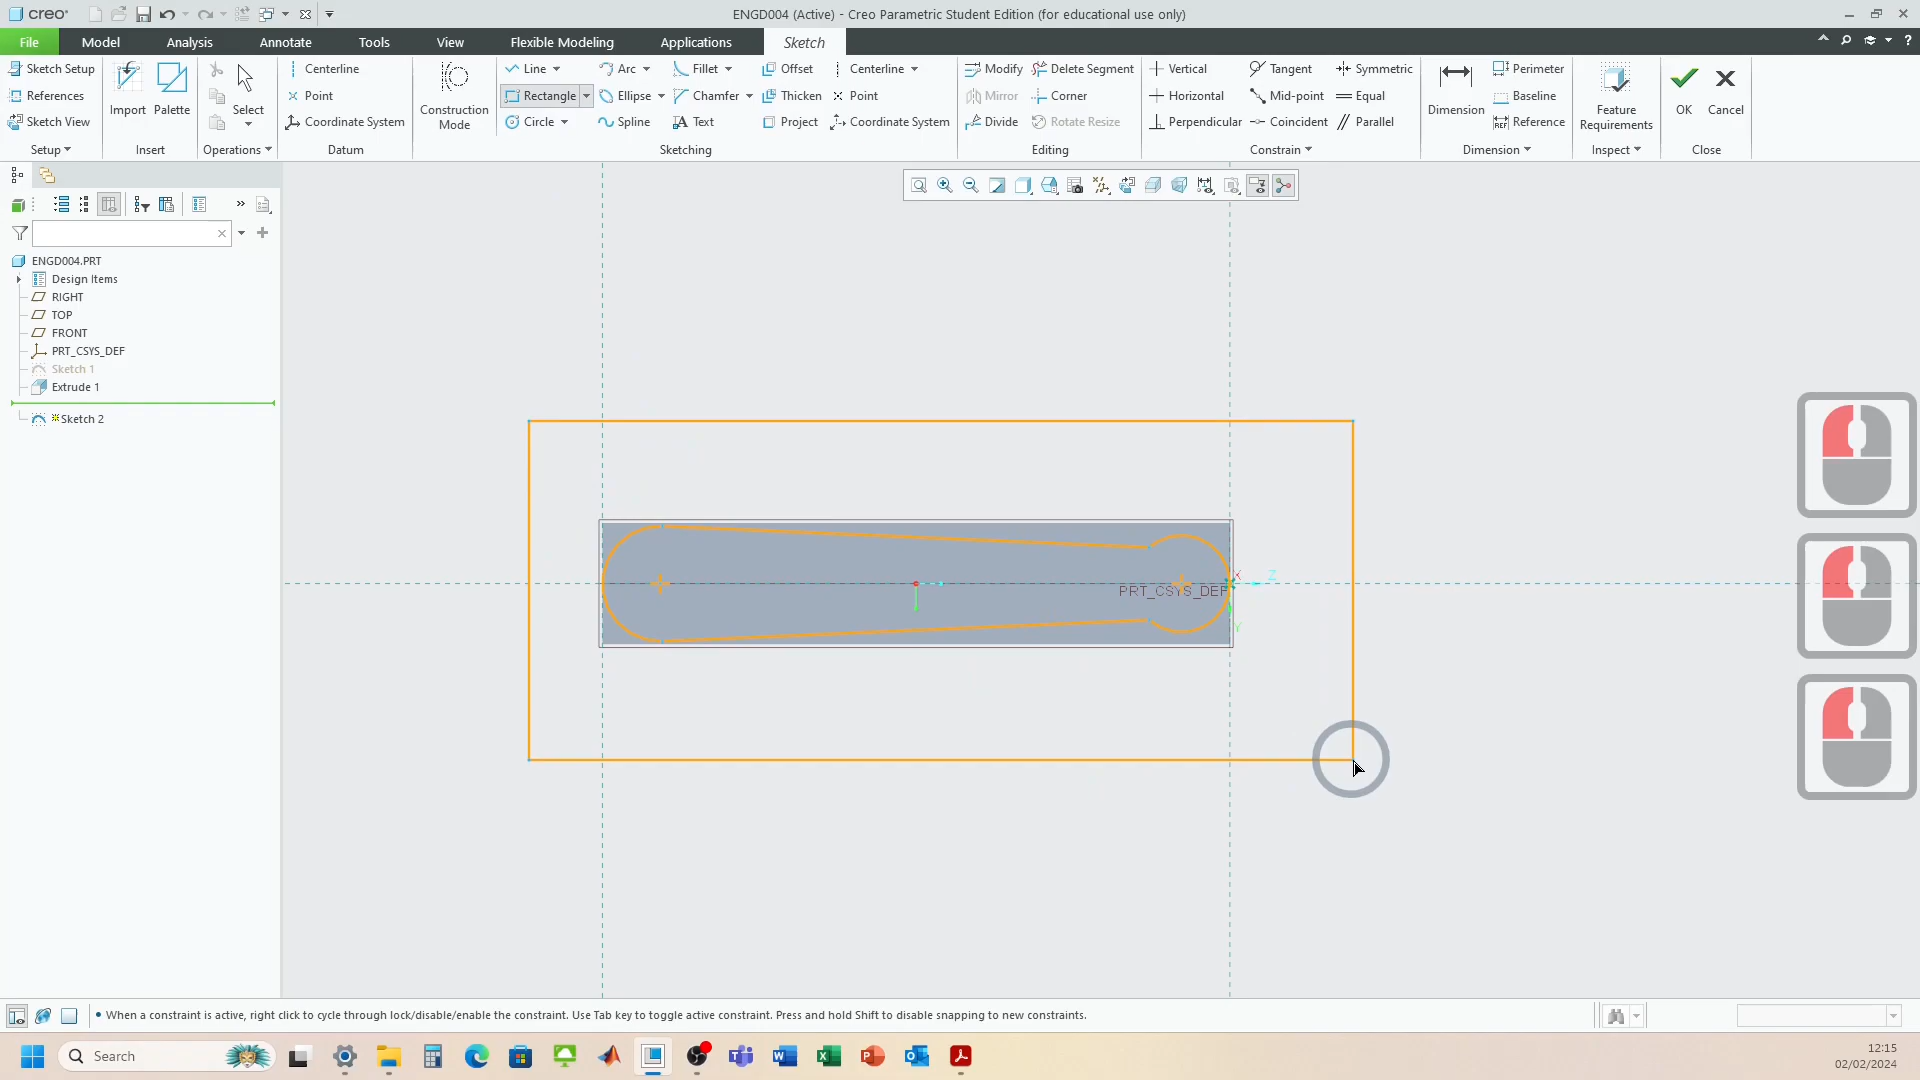 creo
ENGD004 (Active) - Creo Parametric Student Edition (for educational use only)
File
Model
Analysis
Annotate
Tools
View
Flexible Modeling
Applications
Sketch
Sketch Setup
References
Sketch View
Setup
Import
Palette
Insert
Select
Operations
Centerline
Point
Coordinate System
Datum
Construction
Mode
Line
Arc
Fillet
Offset
Centerline
Rectangle
Ellipse
Chamfer
Thicken
Point
Circle
Spline
Text
Project
Coordinate System
Sketching
Modify
Delete Segment
Mirror
Corner
Divide
Rotate Resize
Editing
Vertical
Tangent
Symmetric
Horizontal
Mid-point
Equal
Perpendicular
Coincident
Parallel
Constrain
Dimension
Perimeter
Baseline
Reference
Dimension
Feature
Requirements
Inspect
OK
Cancel
Close
ENGD004.PRT
Design Items
RIGHT
TOP
FRONT
PRT_CSYS_DEF
Sketch 1
Extrude 1
Sketch 2
X
Z
PRT_CSYS_DEF
Y
When a constraint is active, right click to cycle through lock/disable/enable the constraint. Use Tab key to toggle active constraint. Press and hold Shift to disable snapping to new constraints.
Search
12:15
02/02/2024